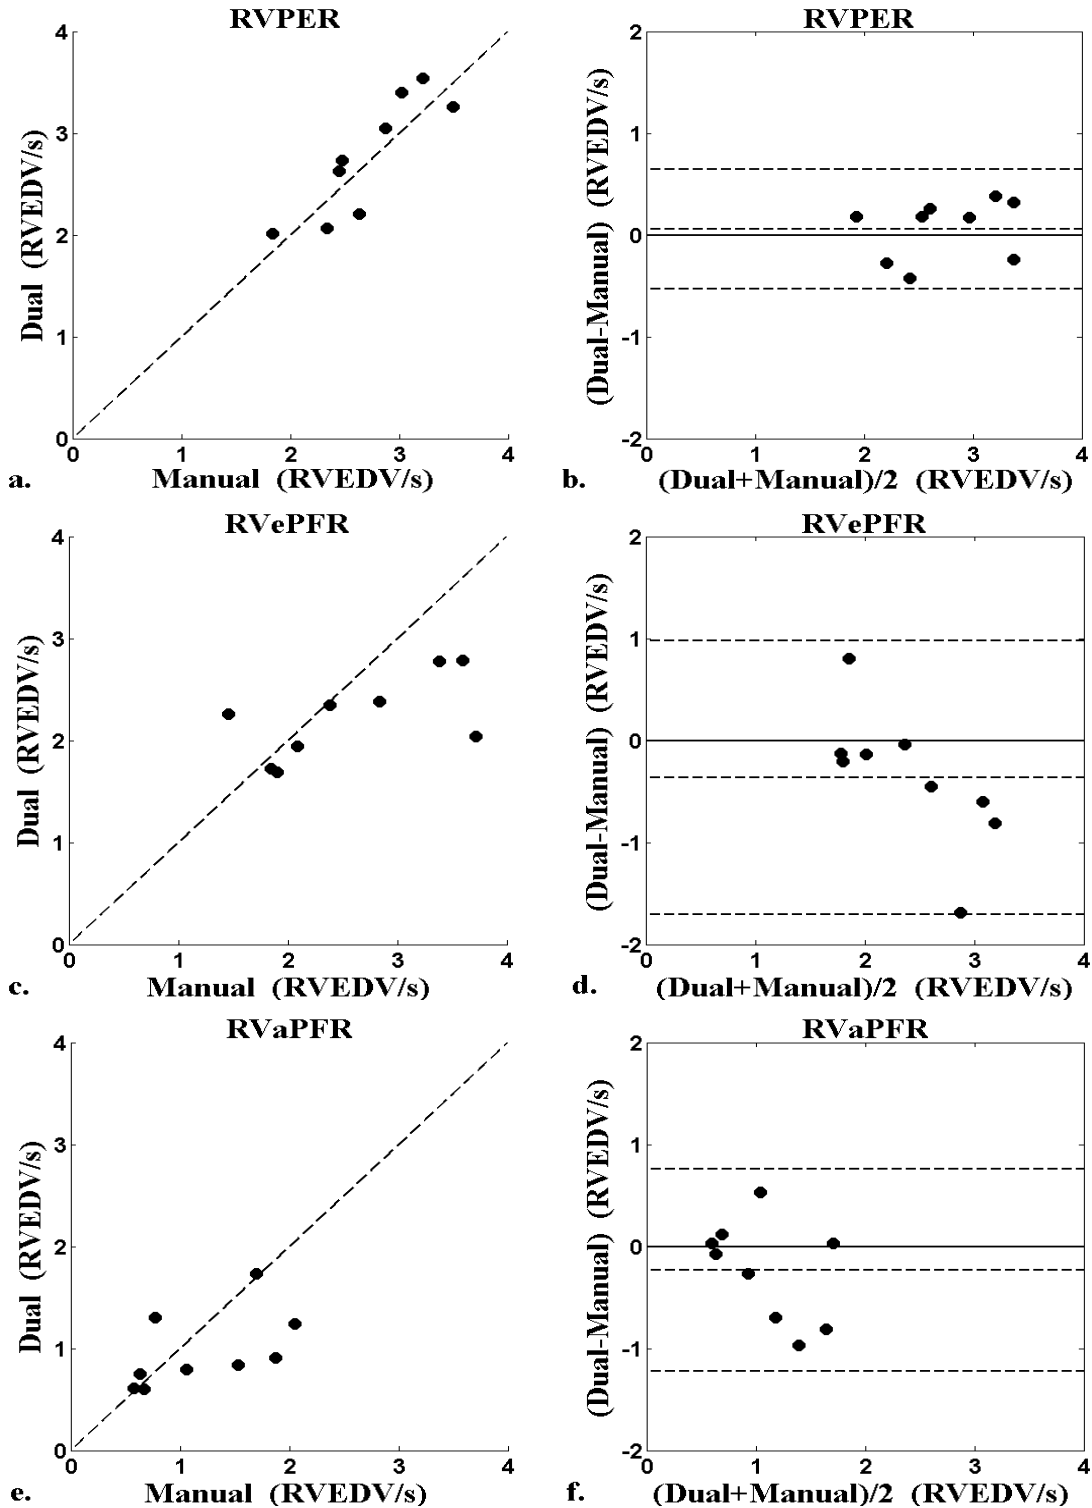 RVPER
4
3
2
1
0
0 1 2 3 4
Dual (RVEDV/s)
Manual (RVEDV/s)
a.
RVPER
2
1
0
-1
-2
0 1 2 3 4
(Dual-Manual) (RVEDV/s)
(Dual+Manual)/2 (RVEDV/s)
b.
RVePFR
4
3
2
1
0
0 1 2 3 4
Dual (RVEDV/s)
Manual (RVEDV/s)
c.
RVePFR
2
1
0
-1
-2
0 1 2 3 4
(Dual-Manual) (RVEDV/s)
(Dual+Manual)/2 (RVEDV/s)
d.
RVaPFR
4
3
2
1
0
0 1 2 3 4
Dual (RVEDV/s)
Manual (RVEDV/s)
e.
RVaPFR
2
1
0
-1
-2
0 1 2 3 4
(Dual-Manual) (RVEDV/s)
(Dual+Manual)/2 (RVEDV/s)
f.